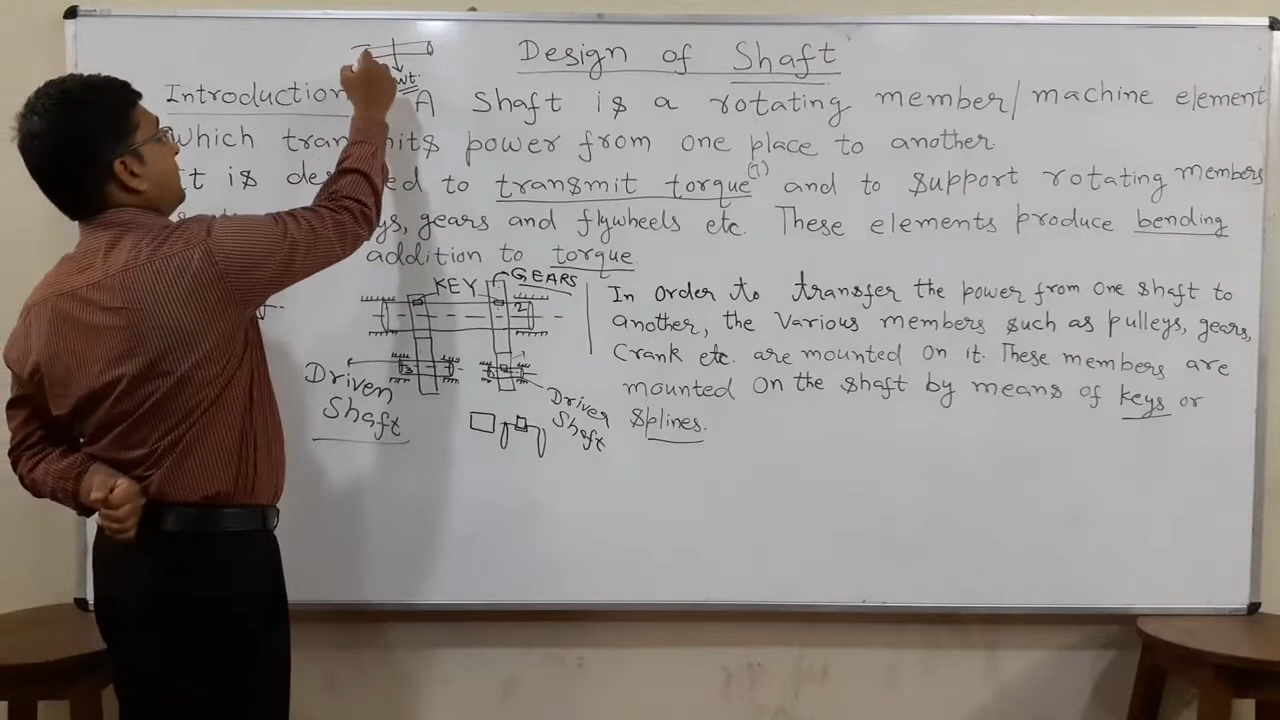 Design of Shaft
wt.
Introduction A Shaft is a rotating member/machine element
which transmits power from one place to another.
It is designed to transmit torque (T) and to support rotating members
gears and flywheels etc. These elements produce bending
addition to torque
KEY
GEARS
Driven
Shaft
Driver
Shaft
In order to transfer the power from one shaft to
another, the various members such as pulleys, gears,
Crank etc. are mounted on it. These members are
mounted on the shaft by means of keys or
splines.